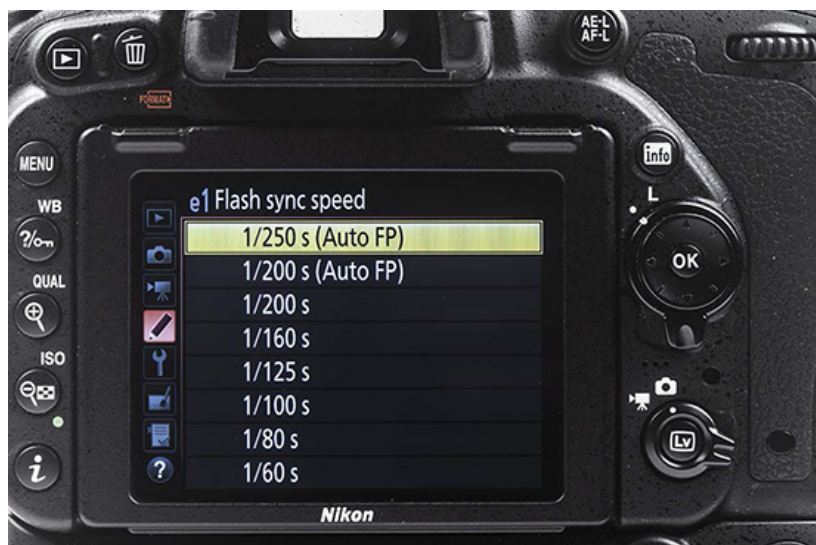 AE-L
AF-L
FORMAT
MENU
info
WB
L
e1 Flash sync speed
?
1/250 s (Auto FP)
OK
1/200 s (Auto FP)
QUAL
1/200 s
1/160 s
ISO
1/125 s
1/100 s
Lv
1/80 s
i
?
1/60 s
Nikon